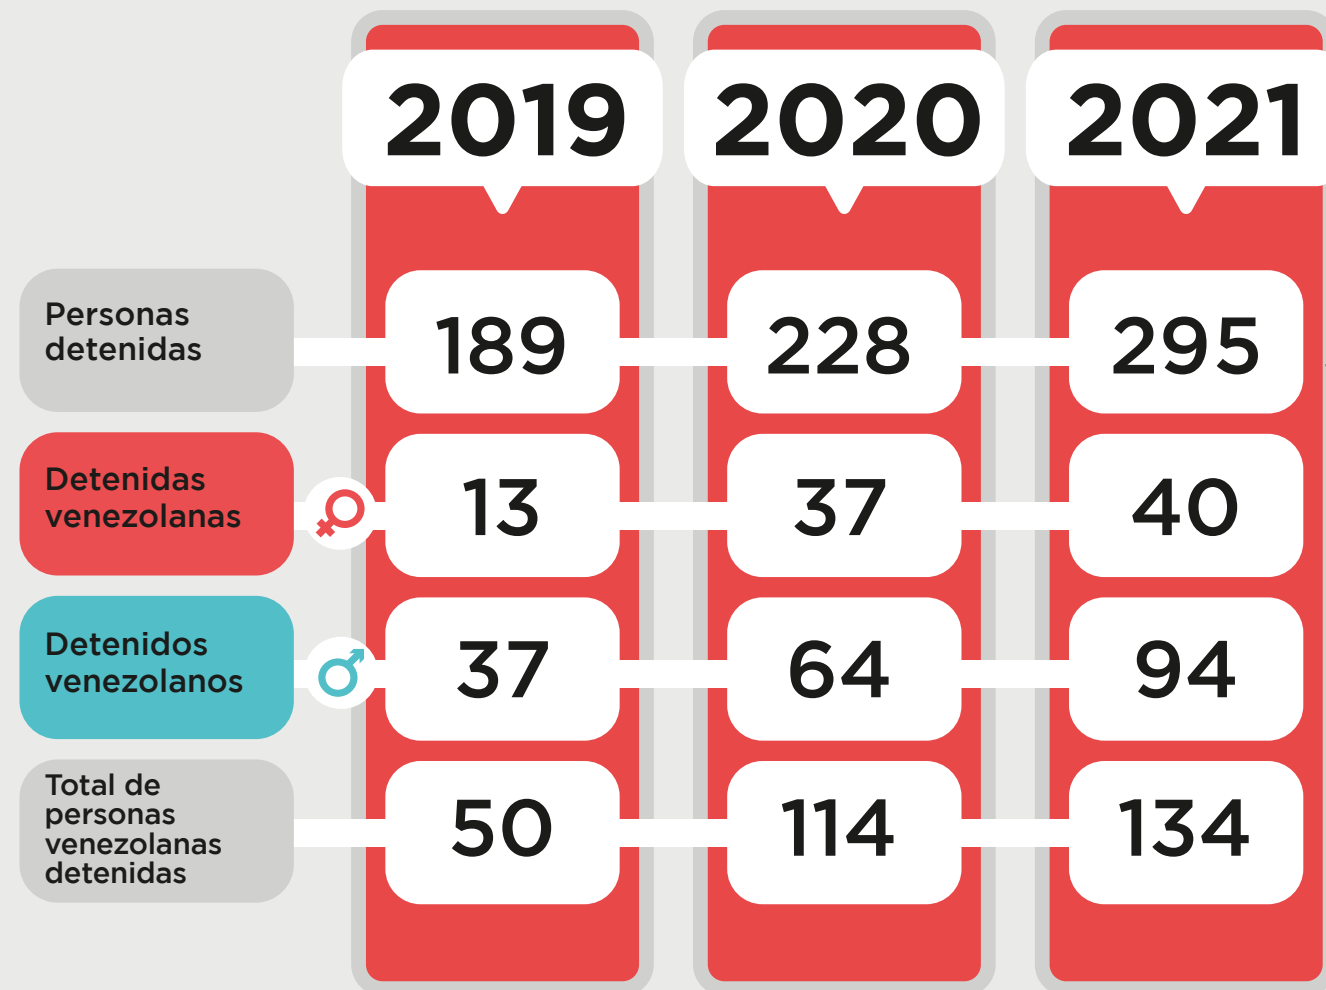 2019 2020 2021
Personas
detenidas
189 228 295
Detenidas
venezolanas
13 37 40
Detenidos
venezolanos
37 64 94
Total de
personas
venezolanas
detenidas
50 114 134